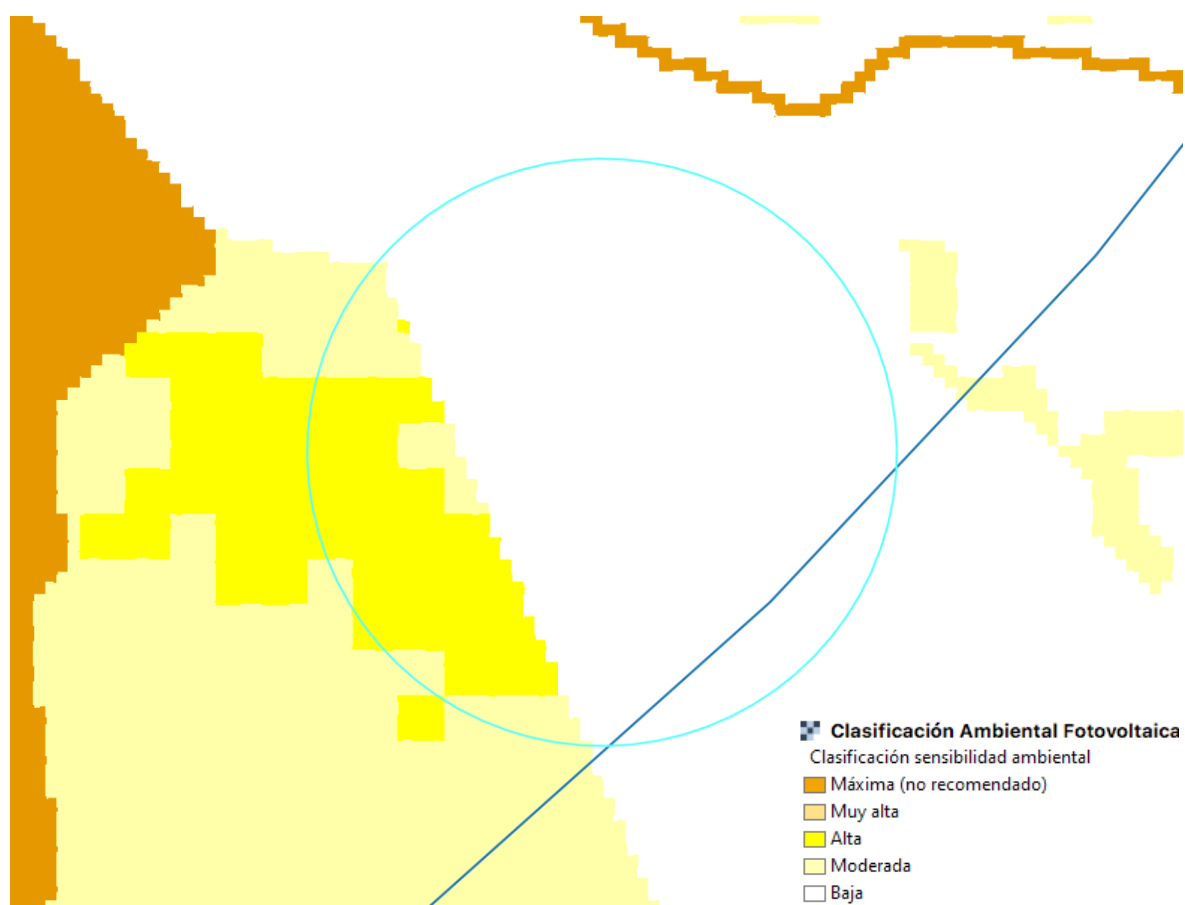 Clasificación Ambiental Fotovoltaica
Clasificación sensibilidad ambiental
Máxima (no recomendado)
Muy alta
Alta
Moderada
Baja